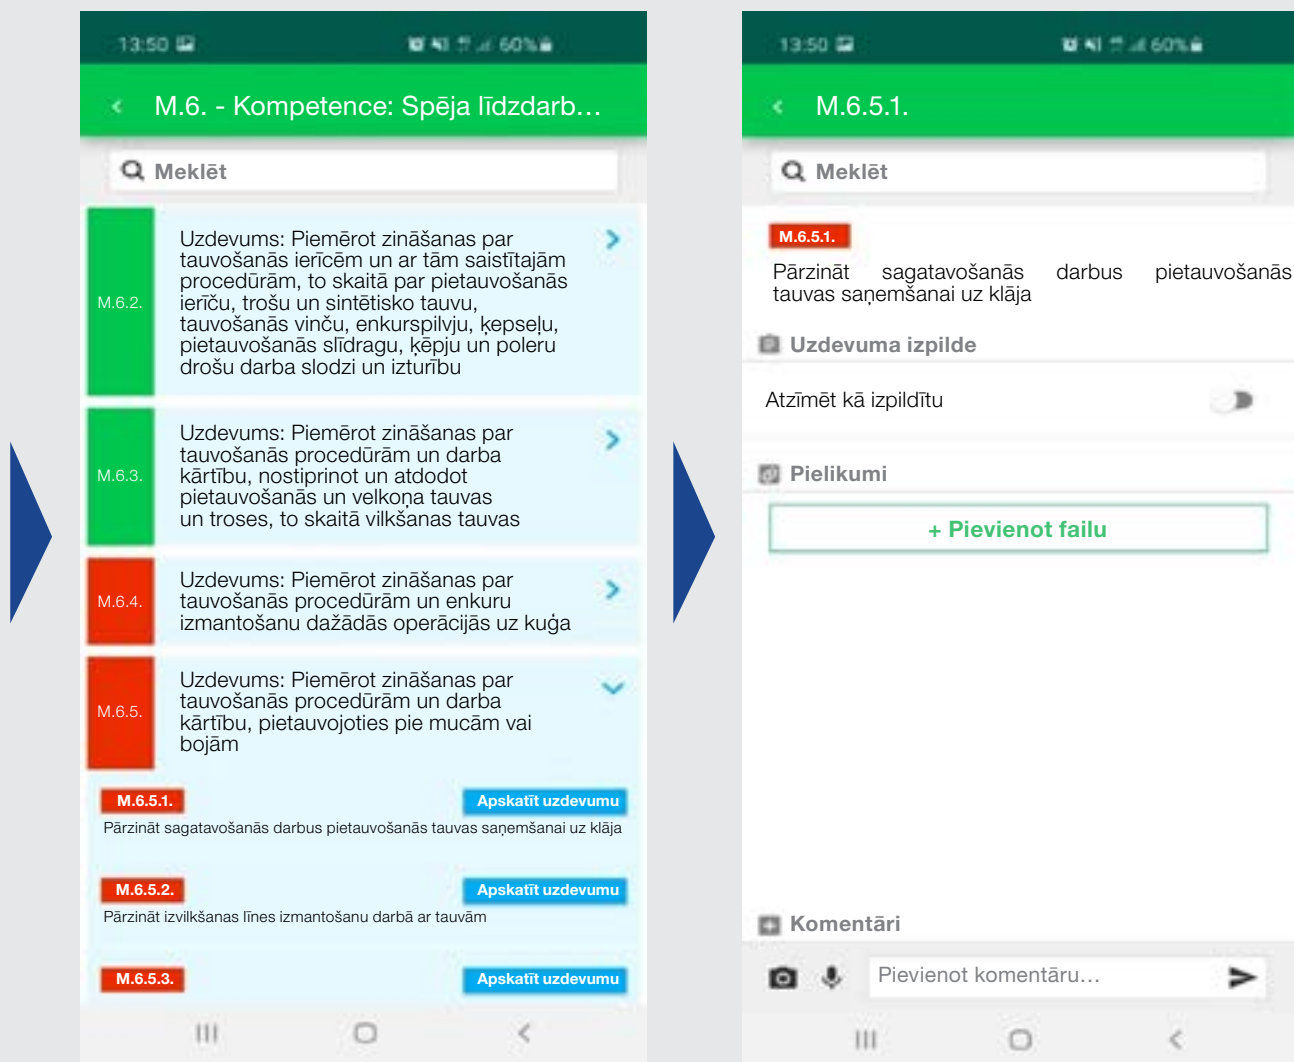 13:50
60%
M.6. - Kompetence: Spēja līdzdarb...
Meklēt
M.6.2.
Uzdevums: Piemērot zināšanas par
tauvošanās ierīcēm un ar tām saistītajām
procedūrām, to skaitā par pietauvošanās
ierīču, trošu un sintētisko tauvu,
tauvošanās vinču, enkurspilvju, ķepseļu,
pietauvošanās slīdragu, ķēpju un poleru
drošu darba slodzi un izturību
M.6.3.
Uzdevums: Piemērot zināšanas par
tauvošanās procedūrām un darba
kārtību, nostiprinot un atdodot
pietauvošanās un velkoņa tauvas
un troses, to skaitā vilkšanas tauvas
M.6.4.
Uzdevums: Piemērot zināšanas par
tauvošanās procedūrām un enkuru
izmantošanu dažādās operācijās uz kuģa
M.6.5.
Uzdevums: Piemērot zināšanas par
tauvošanās procedūrām un darba
kārtību, pietauvojoties pie mucām vai
bojām
M.6.5.1.
Apskatīt uzdevumu
Pārzināt sagatavošanās darbus pietauvošanās tauvas saņemšanai uz klāja
M.6.5.2.
Apskatīt uzdevumu
Pārzināt izvilkšanas līnes izmantošanu darbā ar tauvām
M.6.5.3.
Apskatīt uzdevumu
13:50
60%
M.6.5.1.
Meklēt
M.6.5.1.
Pārzināt sagatavošanās darbus pietauvošanās
tauvas saņemšanai uz klāja
Uzdevuma izpilde
Atzīmēt kā izpildītu
Pielikumi
+ Pievienot failu
Komentāri
Pievienot komentāru...